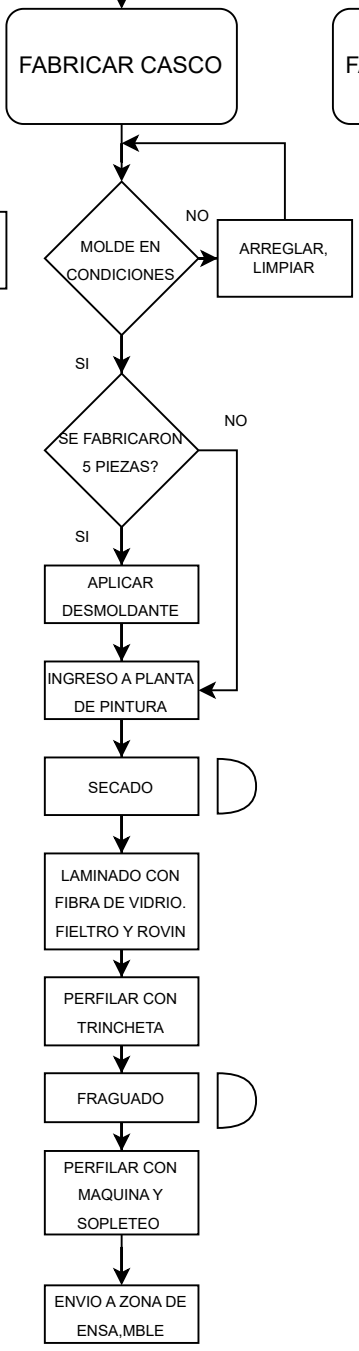 FABRICAR CASCO
FA
NO
MOLDE EN
CONDICIONES
ARREGLAR,
LIMPIAR
SI
NO
SE FABRICARON
5 PIEZAS?
SI
APLICAR
DESMOLDANTE
INGRESO A PLANTA
DE PINTURA
SECADO
LAMINADO CON
FIBRA DE VIDRIO.
FIELTRO Y ROVIN
PERFILAR CON
TRINCHETA
FRAGUADO
PERFILAR CON
MAQUINA Y
SOPLETEO
ENVIO A ZONA DE
ENSA,MBLE